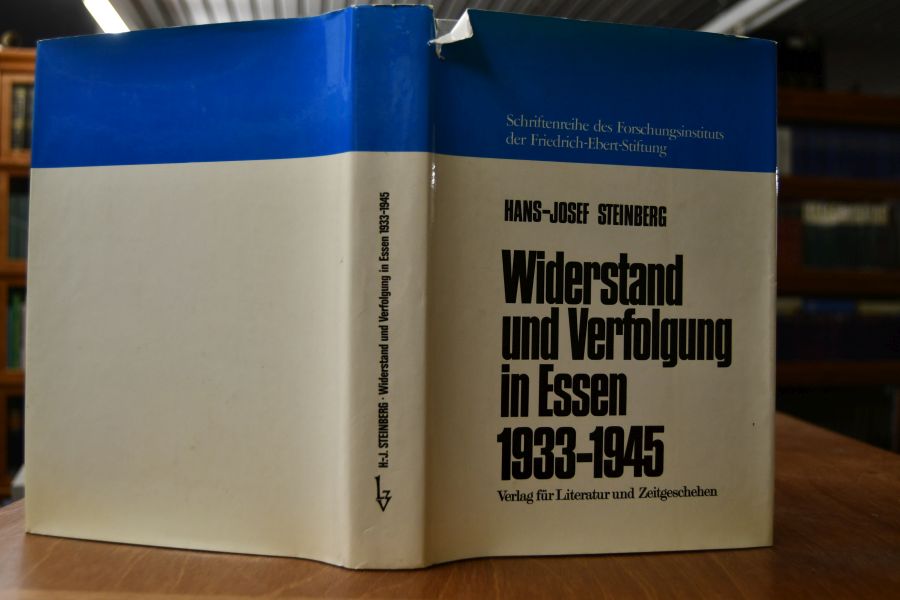 Schriftenreihe des Forschungsinstituts
der Friedrich-Ebert-Stiftung
HANS-JOSEF STEINBERG
Widerstand
und Verfolgung
in Essen
1933-1945
Verlag für Literatur und Zeitgeschehen
H.-J. STEINBERG · Widerstand und Verfolgung in Essen 1933-1945